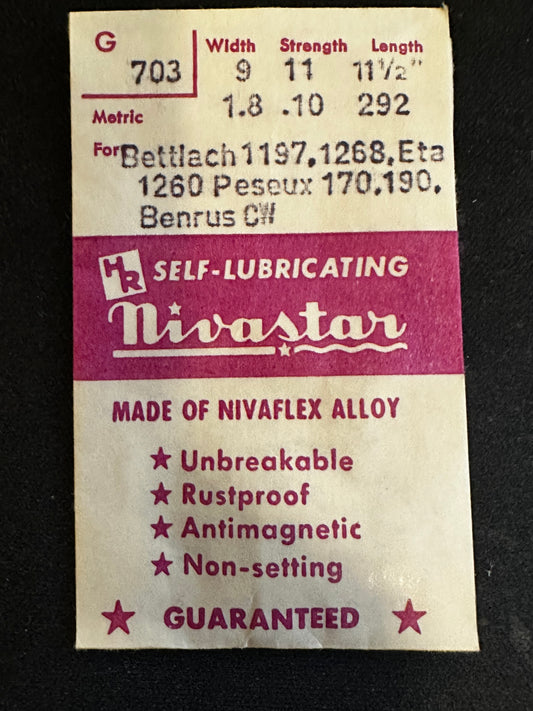 G 703 Width Strength Length
9 11 11½"
Metric 1.8 .10 292
For Bettlach 1197,1268,Eta
1260 Peseux 170,190,
Benrus CW
HR SELF-LUBRICATING
Nivastar
MADE OF NIVAFLEX ALLOY
★ Unbreakable
★ Rustproof
★ Antimagnetic
★ Non-setting
★ GUARANTEED ★